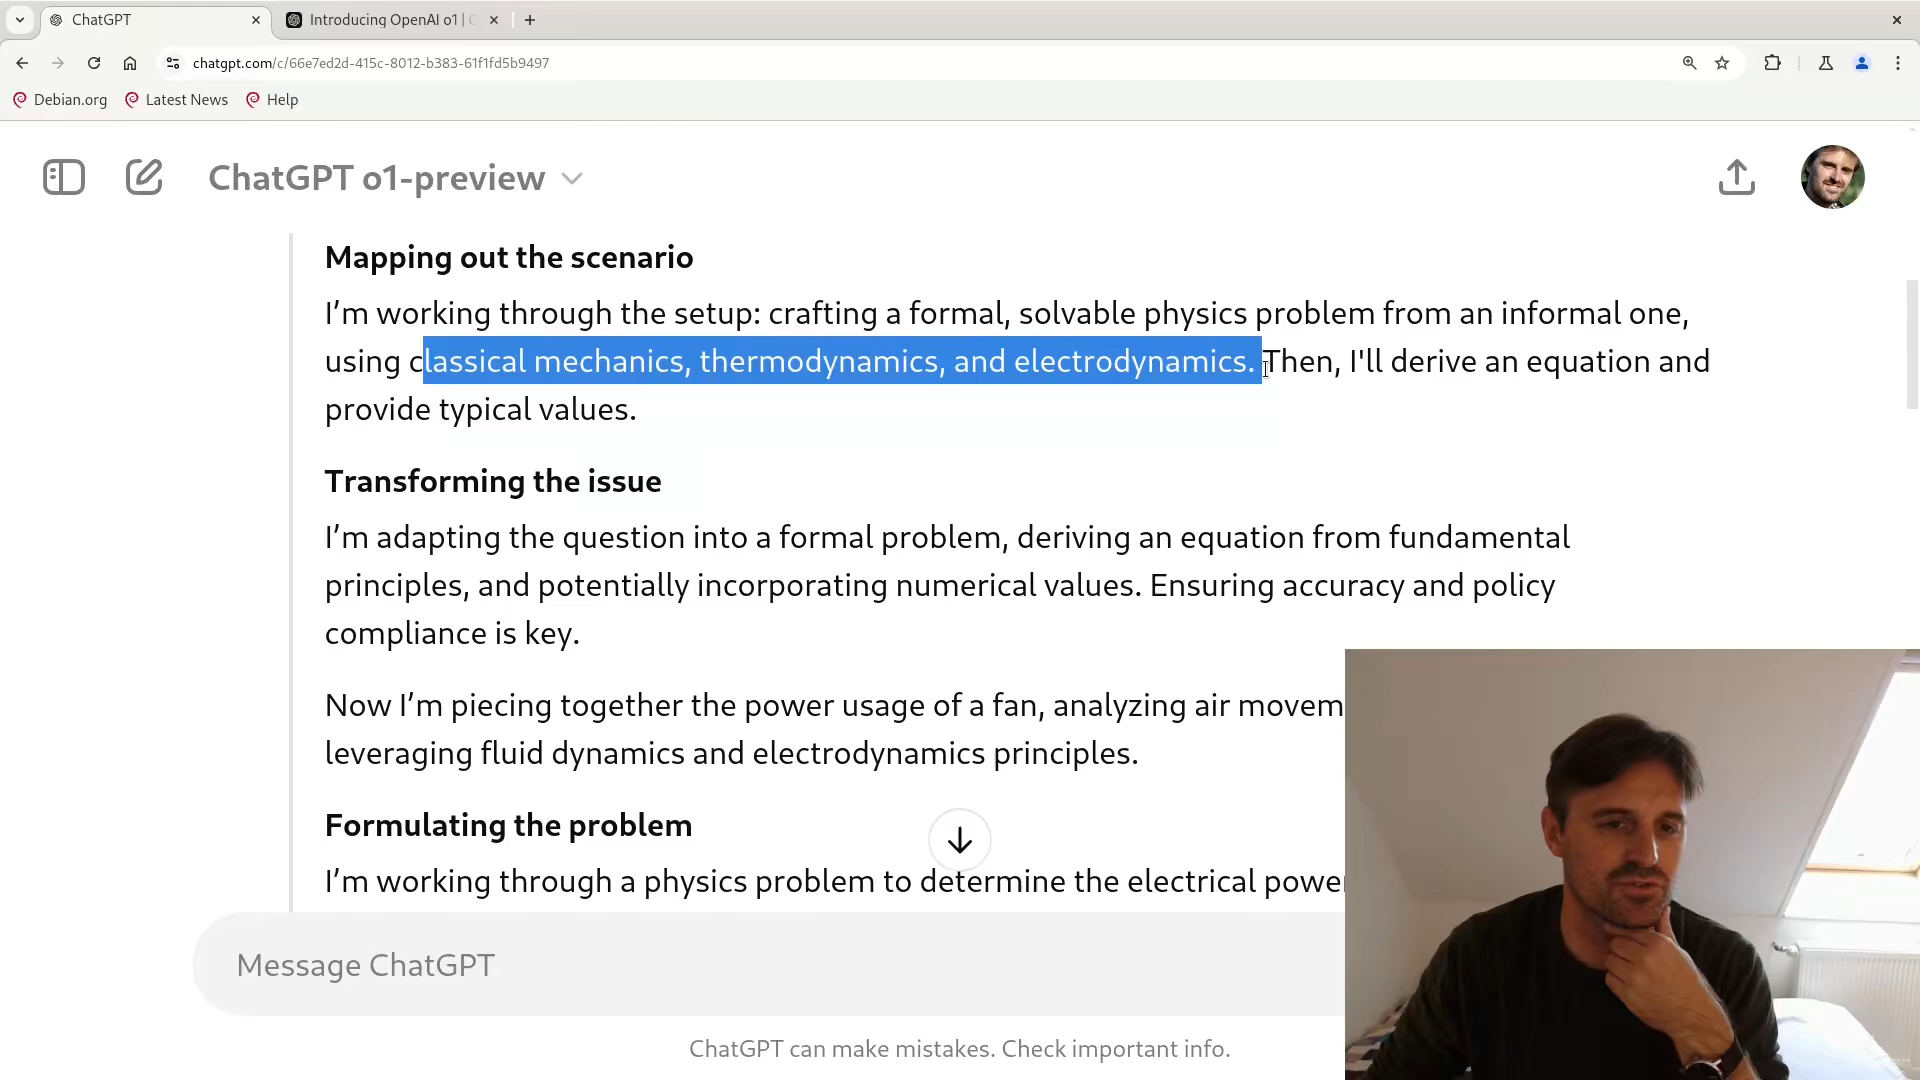 ChatGPT
Introducing OpenAI o1 |
chatgpt.com/c/66e7ed2d-415c-8012-b383-61f1fd5b9497
Debian.org
Latest News
Help
ChatGPT o1-preview
Mapping out the scenario
I’m working through the setup: crafting a formal, solvable physics problem from an informal one,
using classical mechanics, thermodynamics, and electrodynamics. Then, I'll derive an equation and
provide typical values.
Transforming the issue
I’m adapting the question into a formal problem, deriving an equation from fundamental
principles, and potentially incorporating numerical values. Ensuring accuracy and policy
compliance is key.
Now I’m piecing together the power usage of a fan, analyzing air movem
leveraging fluid dynamics and electrodynamics principles.
Formulating the problem
I’m working through a physics problem to determine the electrical power
Message ChatGPT
ChatGPT can make mistakes. Check important info.